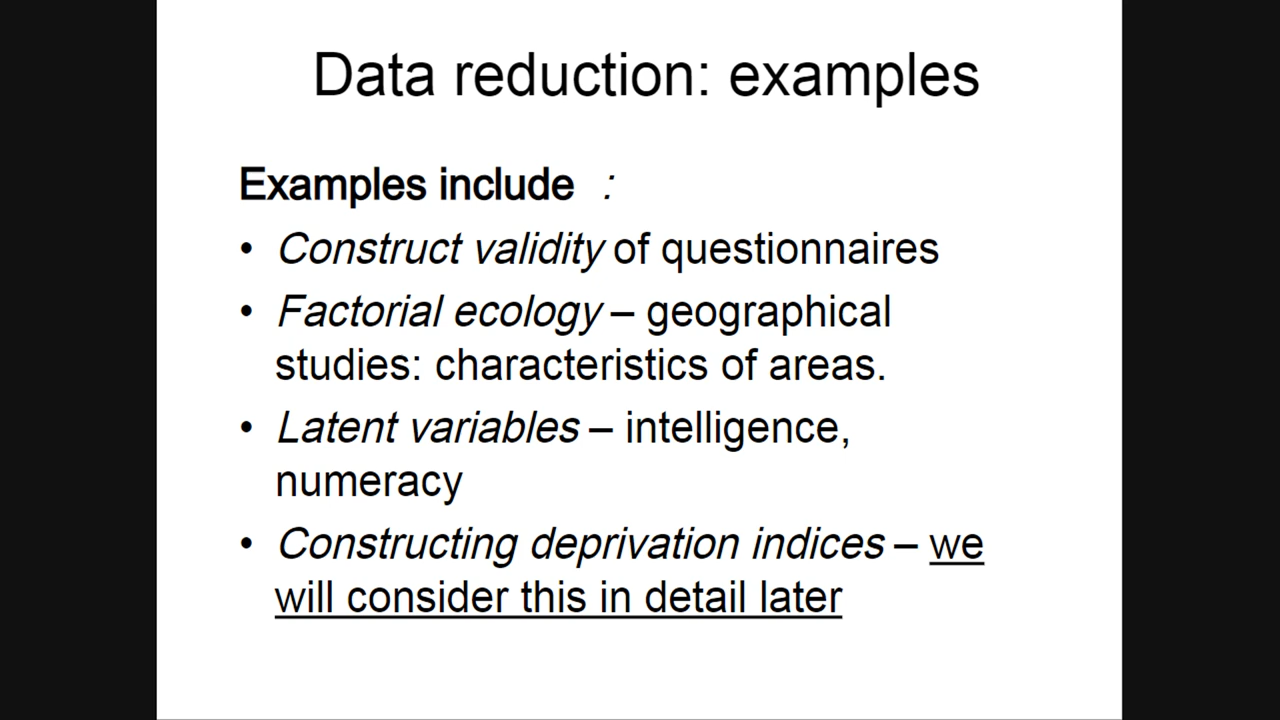 Data reduction: examples
Examples include :
• Construct validity of questionnaires
• Factorial ecology – geographical
studies: characteristics of areas.
• Latent variables – intelligence,
numeracy
• Constructing deprivation indices – we
will consider this in detail later